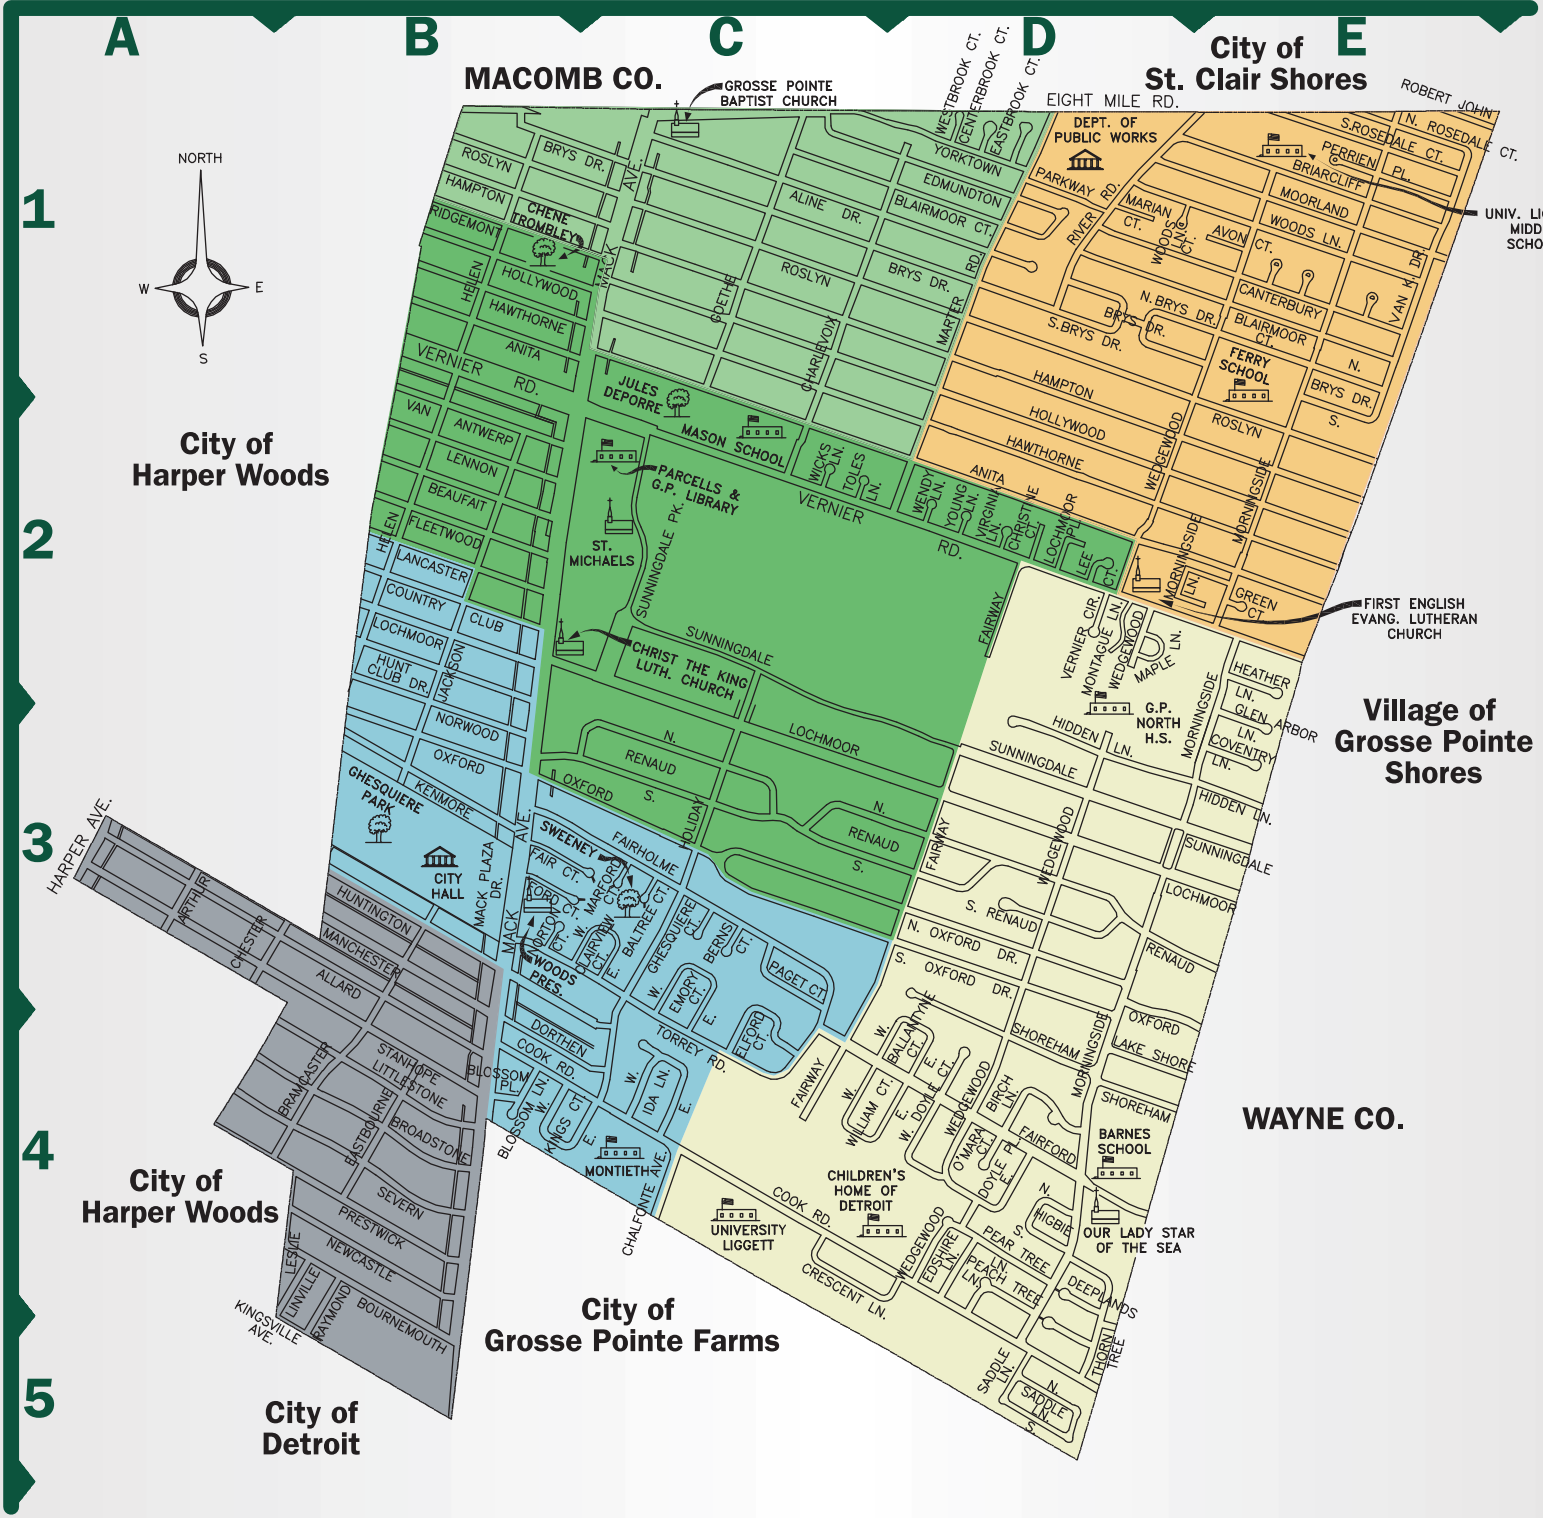 A
B
C
D
E
1
2
3
4
5
NORTH
W
E
S
MACOMB CO.
City of
St. Clair Shores
City of
Harper Woods
Village of
Grosse Pointe
Shores
WAYNE CO.
City of
Harper Woods
City of
Grosse Pointe Farms
City of
Detroit
GROSSE POINTE
BAPTIST CHURCH
WESTBROOK CT.
CENTERBROOK CT.
EASTBROOK CT.
EIGHT MILE RD.
ROBERT JOHN
N. ROSEDALE CT.
S.ROSEDALE CT.
DEPT. OF
PUBLIC WORKS
PERRIEN
PL.
BRIARCLIFF
UNIV. LI
MIDD
SCHO
YORKTOWN
EDMUNDTON
BLAIRMOOR CT.
PARKWAY
RIVER RD.
MARIAN
CT.
WOODS
LN.
CT.
AVON CT.
MOORLAND
WOODS LN.
VAN K DR.
BRYS DR.
ROSLYN
HAMPTON
RIDGEMONT
CHENE
TROMBLEY
MACK
AVE.
ALINE DR.
ROSLYN
BRYS DR.
GOETHE
CHARLEVOIX
MARTER
RD.
HELEN
HOLLYWOOD
HAWTHORNE
ANITA
VERNIER
RD.
CANTERBURY
N.BRYS DR.
BRYS DR.
S.BRYS DR.
BLAIRMOOR
CT.
FERRY
SCHOOL
N.
BRYS DR.
S.
HAMPTON
HOLLYWOOD
HAWTHORNE
ANITA
ROSLYN
WEDGEWOOD
MORNINGSIDE
JULES
DEPORRE
MASON SCHOOL
PARCELLS &
G.P. LIBRARY
WICKS
LN.
TOLES
LN.
VERNIER
RD.
WENDY
LN.
YOUNG
LN.
VIRGINIA
LN.
CHRISTINE
CT.
LOCHMOOR
PL.
LEE
CT.
VAN
ANTWERP
LENNON
BEAUFAIT
FLEETWOOD
HELEN
ST.
MICHAELS
SUNNINGDALE PK.
FAIRWAY
MORNINGSIDE
LN.
GREEN
CT.
FIRST ENGLISH
EVANG. LUTHERAN
CHURCH
LANCASTER
COUNTRY
CLUB
LOCHMOOR
HUNT
CLUB DR.
JACKSON
NORWOOD
OXFORD
SUNNINGDALE
CHRIST THE KING
LUTH. CHURCH
LOCHMOOR
N.
RENAUD
S.
OXFORD
HOLIDAY
N.
RENAUD
S.
VERNIER CIR.
MONTAGUE LN.
WEDGEWOOD
MAPLE
LN.
G.P.
NORTH
H.S.
MORNINGSIDE
HEATHER
LN.
GLEN ARBOR
LN.
COVENTRY
LN.
HIDDEN
LN.
SUNNINGDALE
HIDDEN LN.
SUNNINGDALE
LOCHMOOR
FAIRWAY
WEDGEWOOD
GHESQUIERE
PARK
KENMORE
AVE.
SWEENEY
FAIRHOLME
FAIR CT.
FORD CT.
MARFORD
CT.
CITY
HALL
MACK PLAZA
DR.
MACK
NORTON
CT.
W.
CLAIRVIEW
CT.
E.
BALTREE CT.
WOODS
PRES.
GHESQUIERE
CT.
W.
BERNS
CT.
PAGET CT.
EMORY
CT.
E.
ELFORD
CT.
HARPER AVE.
ARTHUR
CHESTER
HUNTINGTON
MANCHESTER
ALLARD
S. RENAUD
N. OXFORD DR.
S.
OXFORD DR.
RENAUD
OXFORD
LAKE SHORE
SHOREHAM
SHOREHAM
MORNINGSIDE
W.
BALLANTYNE
CT.
E.
DORTHEN
COOK RD.
TORREY RD.
W.
IDA LN.
E.
BLOSSOM
PL.
BLOSSOM LN.
W.
KINGS CT.
E.
MONTIETH
CHALFONTE AVE.
STANHOPE
LITTLESTONE
BRAMCASTER
EASTBOURNE
BROADSTONE
SEVERN
PRESTWICK
NEWCASTLE
LESLIE
LINVILLE
RAYMOND
BOURNEMOUTH
KINGSVILLE
AVE.
FAIRWAY
W.
WILLIAM CT.
E.
W. DOYLE CT.
WEDGEWOOD
BIRCH
LN.
O'MARA
CT.
DOYLE PL.
E.
FAIRFORD
BARNES
SCHOOL
CHILDREN'S
HOME OF
DETROIT
COOK RD.
UNIVERSITY
LIGGETT
CRESCENT LN.
WEDGEWOOD
EDSHIRE
LN.
N.
HIGBIE
S.
PEAR TREE
LN.
PEACH TREE
LN.
OUR LADY STAR
OF THE SEA
DEEPLANDS
THORN
TREE
SADDLE
LN.
N.
SADDLE
LN.
S.